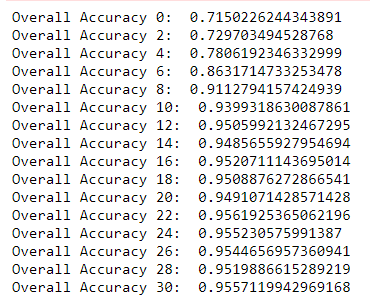 Overall Accuracy 0:  0.7150226244343891
Overall Accuracy 2:  0.729703494528768
Overall Accuracy 4:  0.7806192346332999
Overall Accuracy 6:  0.8631714733253478
Overall Accuracy 8:  0.9112794157424939
Overall Accuracy 10:  0.9399318630087861
Overall Accuracy 12:  0.9505992132467295
Overall Accuracy 14:  0.9485655927954694
Overall Accuracy 16:  0.9520711143695014
Overall Accuracy 18:  0.9508876272866541
Overall Accuracy 20:  0.9491071428571428
Overall Accuracy 22:  0.9561925365062196
Overall Accuracy 24:  0.955230575991387
Overall Accuracy 26:  0.9544656957360941
Overall Accuracy 28:  0.9519886615289219
Overall Accuracy 30:  0.9557119942969168